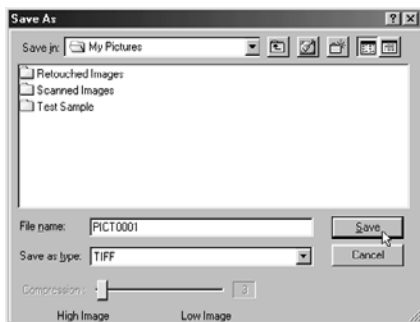 Save As
Save in: My Pictures
Retouched Images
Scanned Images
Test Sample
File name: PICT0001 Save
Save as type: TIFF Cancel
Compression: 3
High Image Low Image